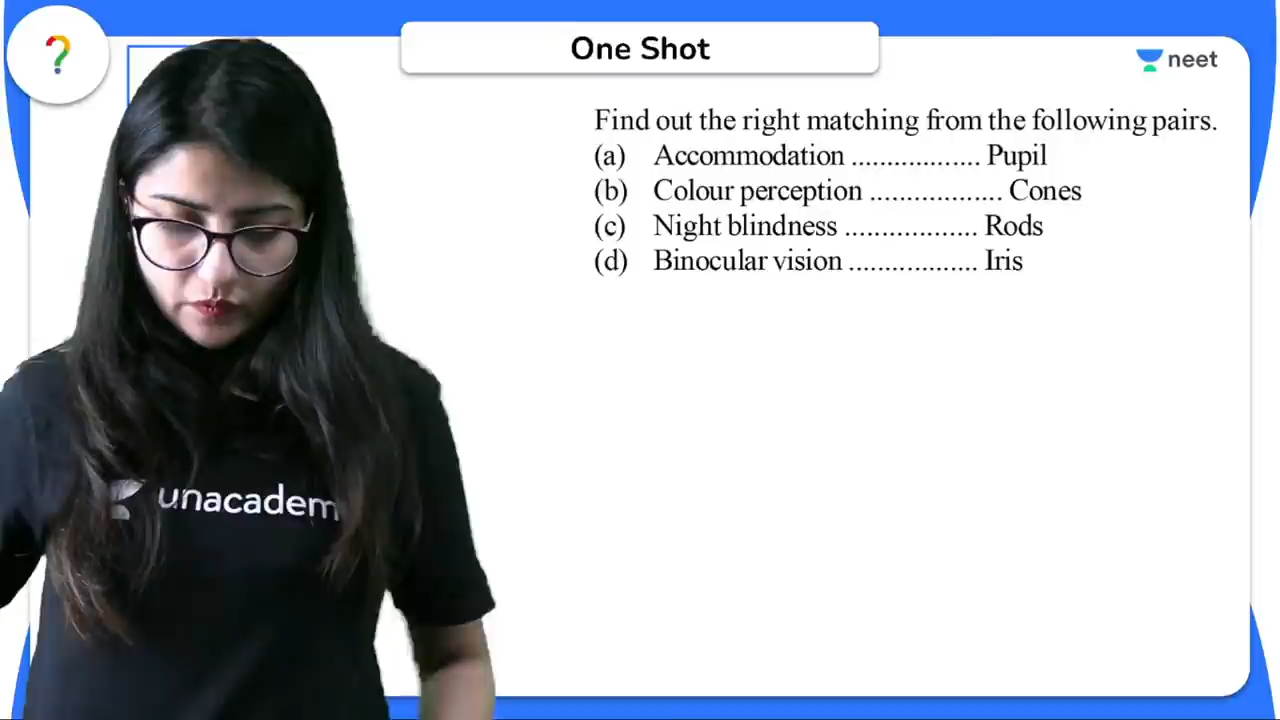 ?
One Shot
neet
Find out the right matching from the following pairs.
(a) Accommodation .................. Pupil
(b) Colour perception ................... Cones
(c) Night blindness ................... Rods
(d) Binocular vision .................. Iris
unacadem